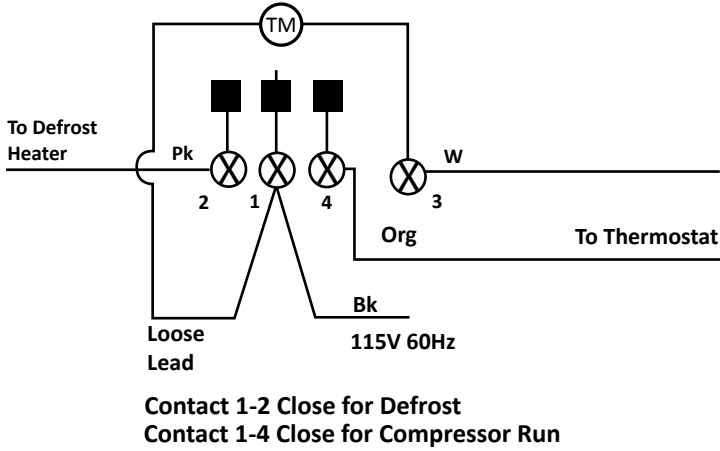 TM
To Defrost
Heater
Pk
W
2
1
4
3
Org
To Thermostat
Bk
Loose
Lead
115V 60Hz
Contact 1-2 Close for Defrost
Contact 1-4 Close for Compressor Run